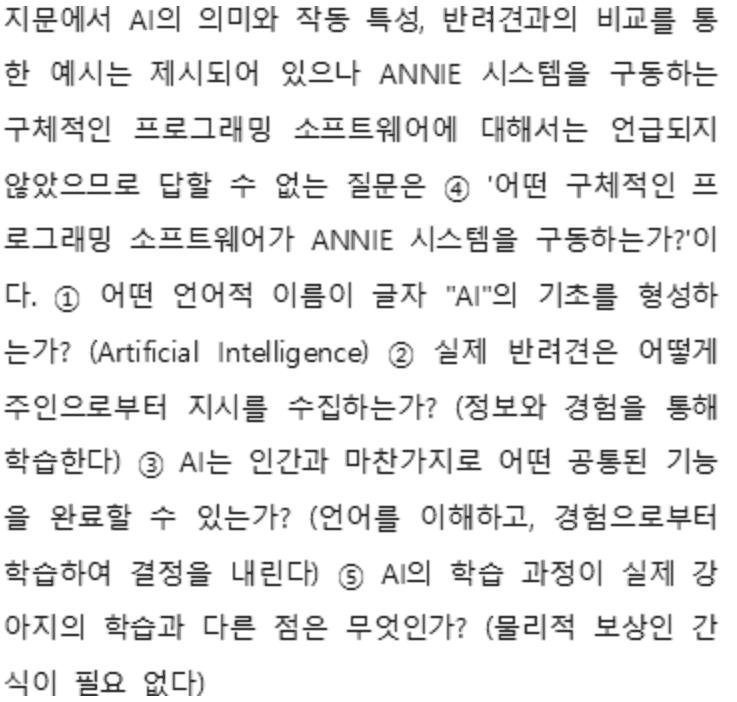 지문에서 AI의 의미와 작동 특성, 반려견과의 비교를 통
한 예시는 제시되어 있으나 ANNIE 시스템을 구동하는
구체적인 프로그래밍 소프트웨어에 대해서는 언급되지
않았으므로 답할 수 없는 질문은 ④ '어떤 구체적인 프
로그래밍 소프트웨어가 ANNIE 시스템을 구동하는가?'이
다. ① 어떤 언어적 이름이 글자 "AI"의 기초를 형성하
는가? (Artificial Intelligence) ② 실제 반려견은 어떻게
주인으로부터 지시를 수집하는가? (정보와 경험을 통해
학습한다) ③ AI는 인간과 마찬가지로 어떤 공통된 기능
을 완료할 수 있는가? (언어를 이해하고, 경험으로부터
학습하여 결정을 내린다) ⑤ AI의 학습 과정이 실제 강
아지의 학습과 다른 점은 무엇인가? (물리적 보상인 간
식이 필요 없다)